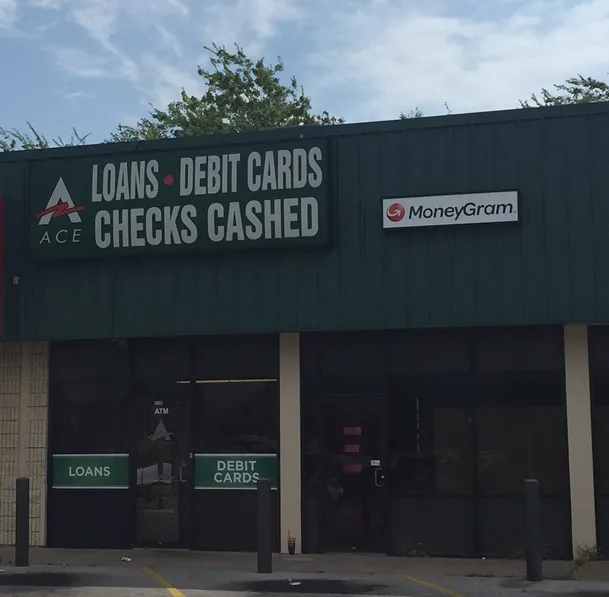 LOANS • DEBIT CARDS
CHECKS CASHED
ACE
MoneyGram
ATM
LOANS
DEBIT
CARDS